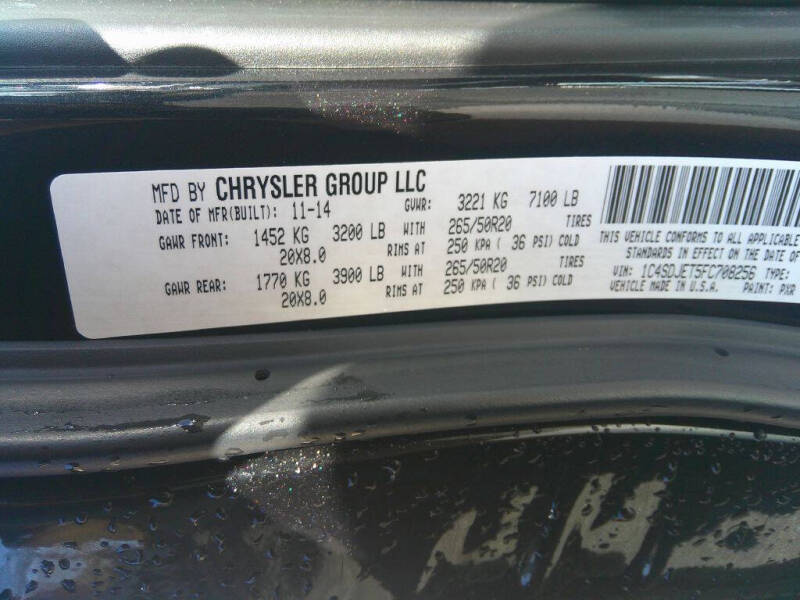 MFD BY CHRYSLER GROUP LLC
DATE OF MFR(BUILT): 11-14 GVWR: 3221 KG 7100 LB
GAWR FRONT: 1452 KG 3200 LB WITH 265/50R20 TIRES
20X8.0 RIMS AT 250 KPA ( 36 PSI) COLD
GAWR REAR: 1770 KG 3900 LB WITH 265/50R20 TIRES
20X8.0 RIMS AT 250 KPA ( 36 PSI) COLD
THIS VEHICLE CONFORMS TO ALL APPLICABLE
STANDARDS IN EFFECT ON THE DATE OF
VIN: 1C4SDJET5FC708256 TYPE:
VEHICLE MADE IN U.S.A. PAINT: PXR